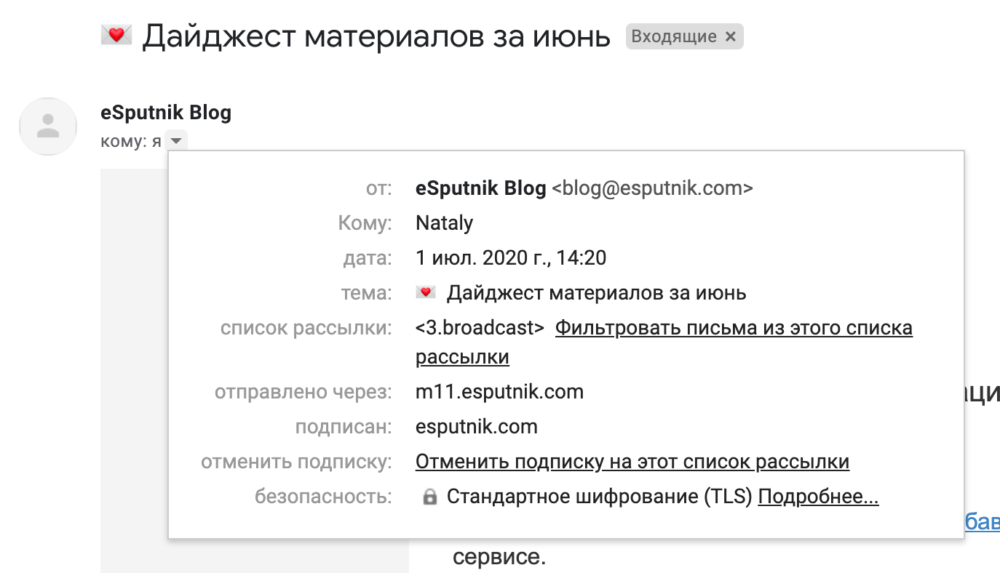 Дайджест материалов за июнь Входящие ×
eSputnik Blog
кому: я
от: eSputnik Blog <blog@esputnik.com>
Кому: Nataly
дата: 1 июл. 2020 г., 14:20
тема: Дайджест материалов за июнь
список рассылки: <3.broadcast> Фильтровать письма из этого списка
рассылки
отправлено через: m11.esputnik.com
подписан: esputnik.com
отменить подписку: Отменить подписку на этот список рассылки
безопасность: Стандартное шифрование (TLS) Подробнее...
сервисе.